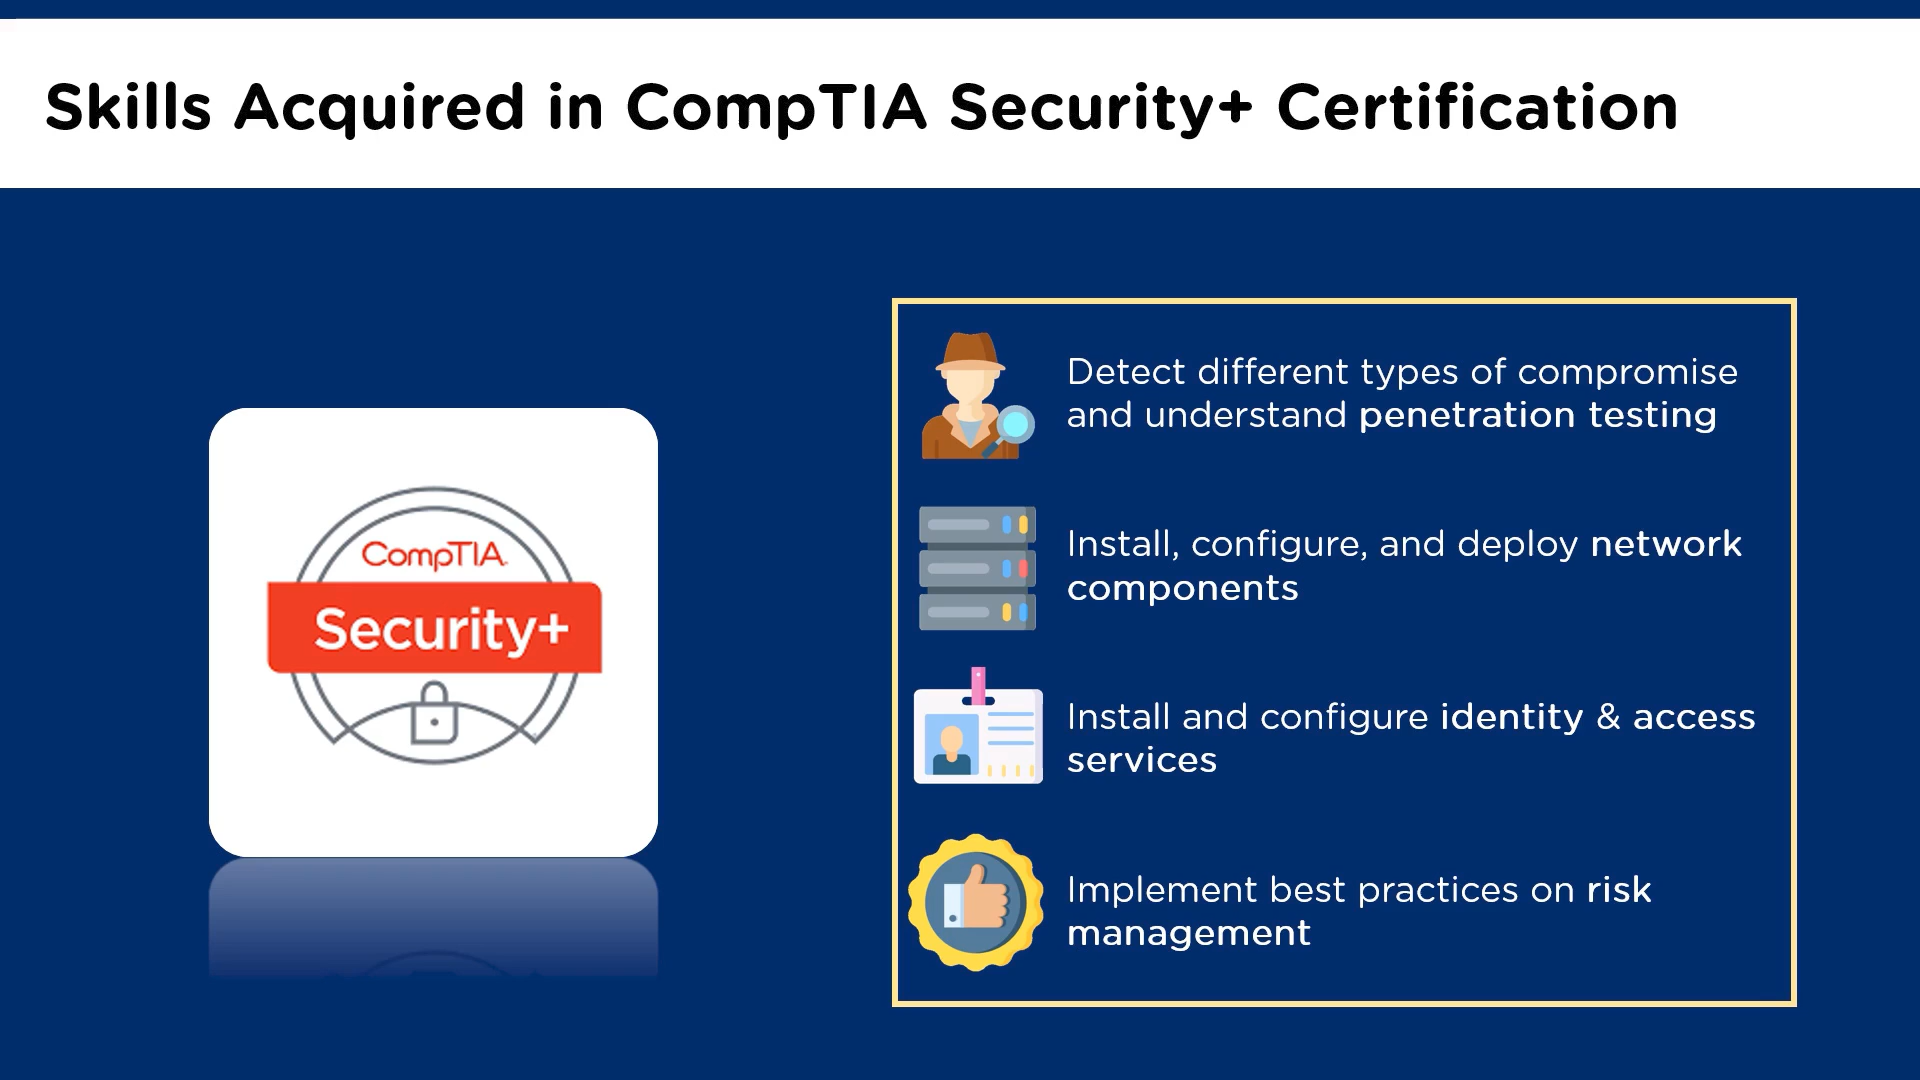 Skills Acquired in CompTIA Security+ Certification
CompTIA
Security+
Detect different types of compromise
and understand penetration testing
Install, configure, and deploy network
components
Install and configure identity & access
services
Implement best practices on risk
management